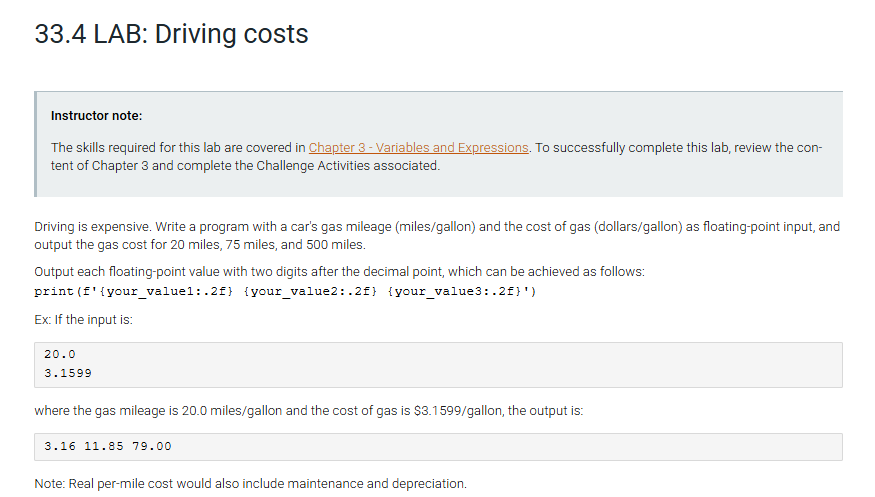 33.4 LAB: Driving costs
Instructor note:
The skills required for this lab are covered in Chapter 3 - Variables and Expressions. To successfully complete this lab, review the con-
tent of Chapter 3 and complete the Challenge Activities associated.
Driving is expensive. Write a program with a car's gas mileage (miles/gallon) and the cost of gas (dollars/gallon) as floating-point input, and
output the gas cost for 20 miles, 75 miles, and 500 miles.
Output each floating-point value with two digits after the decimal point, which can be achieved as follows:
print(f'{your_value1:.2f} {your_value2:.2f} {your_value3:.2f}')
Ex: If the input is:
20.0
3.1599
where the gas mileage is 20.0 miles/gallon and the cost of gas is $3.1599/gallon, the output is:
3.16 11.85 79.00
Note: Real per-mile cost would also include maintenance and depreciation.